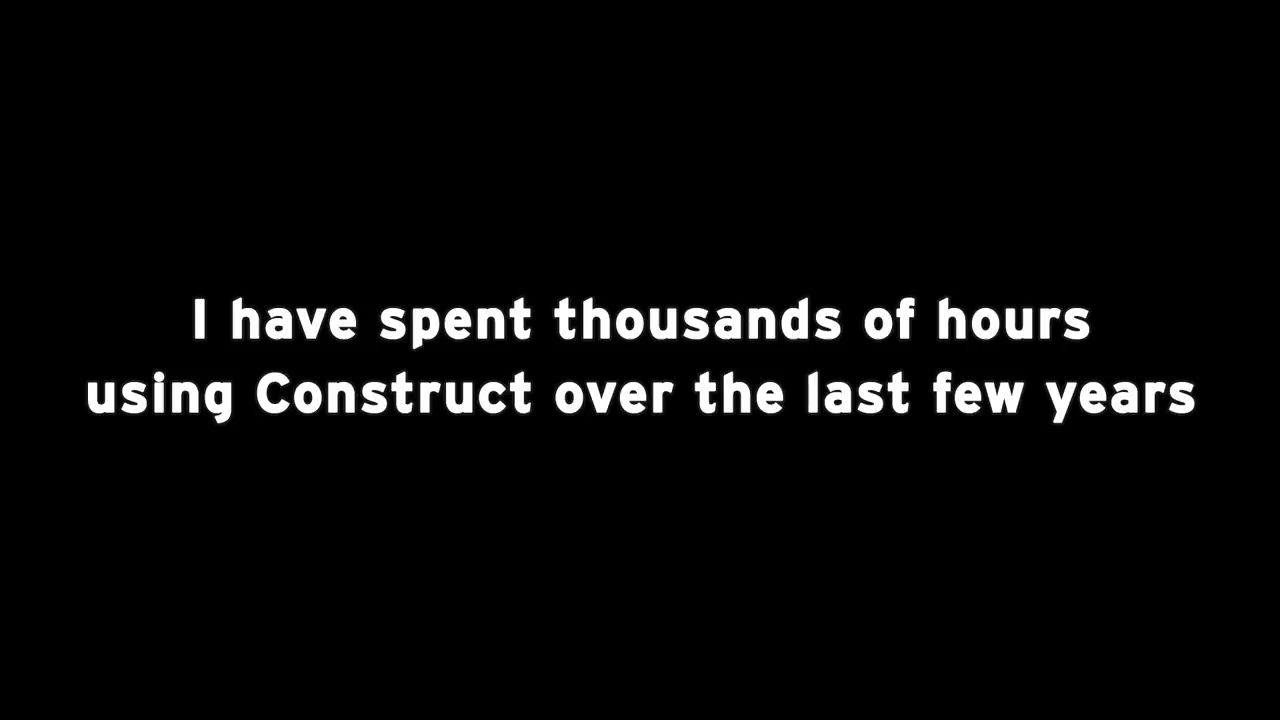 I have spent thousands of hours
using Construct over the last few years